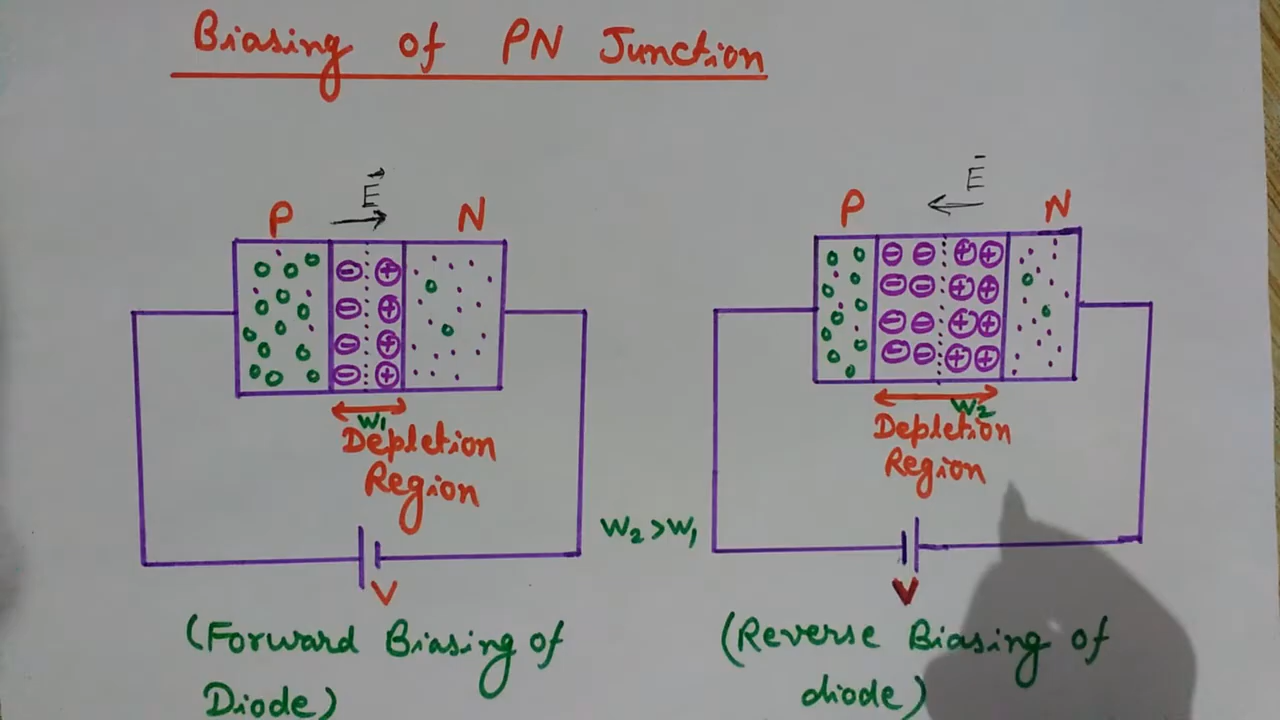 Biasing of PN Junction
E
P
N
W1
Depletion
Region
V
(Forward Biasing of
Diode)
W2 > W1
E
P
N
W2
Depletion
Region
V
(Reverse Biasing of
diode)